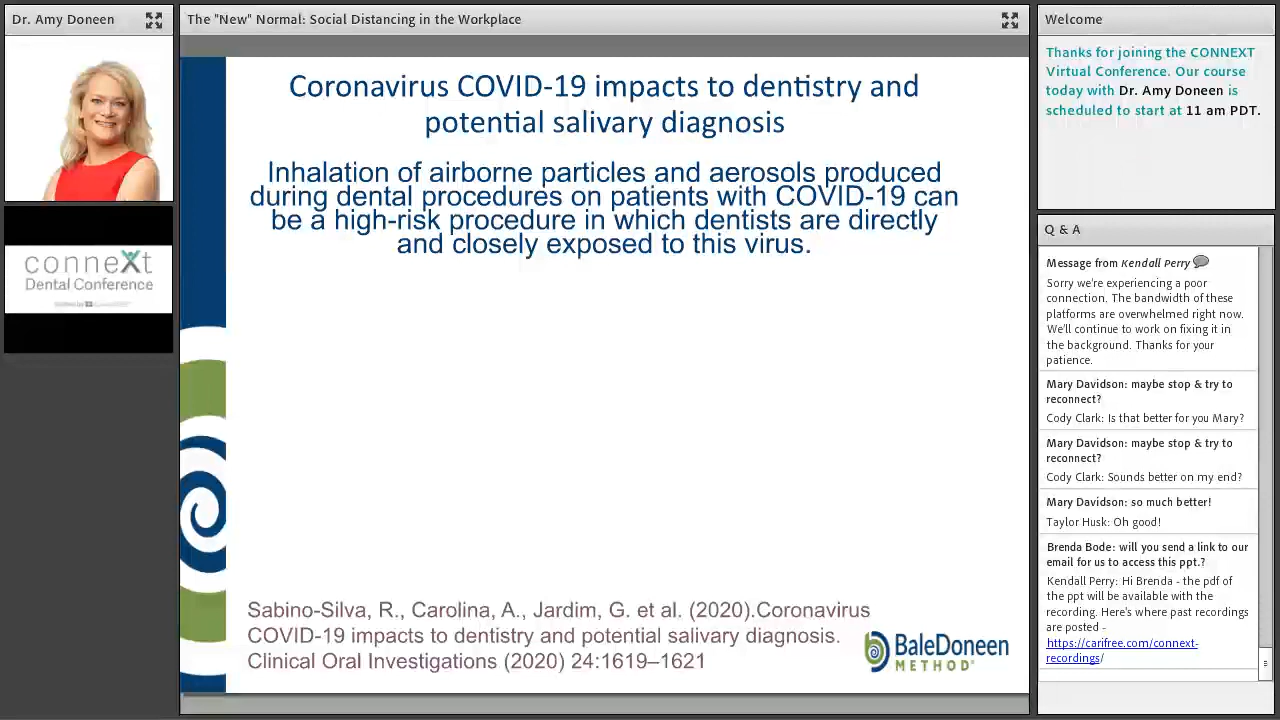 Dr. Amy Doneen
The "New" Normal: Social Distancing in the Workplace
Welcome
Thanks for joining the CONNEXT
Virtual Conference. Our course
today with Dr. Amy Doneen is
scheduled to start at 11 am PDT.
Coronavirus COVID-19 impacts to dentistry and
potential salivary diagnosis
Inhalation of airborne particles and aerosols produced
during dental procedures on patients with COVID-19 can
be a high-risk procedure in which dentists are directly
and closely exposed to this virus.
Sabino-Silva, R., Carolina, A., Jardim, G. et al. (2020).Coronavirus
COVID-19 impacts to dentistry and potential salivary diagnosis.
Clinical Oral Investigations (2020) 24:1619–1621
BaleDoneen
METHOD®
conneXt
Dental Conference
Q & A
Message from Kendall Perry
Sorry we're experiencing a poor
connection. The bandwidth of these
platforms are overwhelmed right now.
We'll continue to work on fixing it in
the background. Thanks for your
patience.
Mary Davidson: maybe stop & try to
reconnect?
Cody Clark: Is that better for you Mary?
Mary Davidson: maybe stop & try to
reconnect?
Cody Clark: Sounds better on my end?
Mary Davidson: so much better!
Taylor Husk: Oh good!
Brenda Bode: will you send a link to our
email for us to access this ppt.?
Kendall Perry: Hi Brenda - the pdf of
the ppt will be available with the
recording. Here's where past recordings
are posted -
https://carifree.com/connext-
recordings/